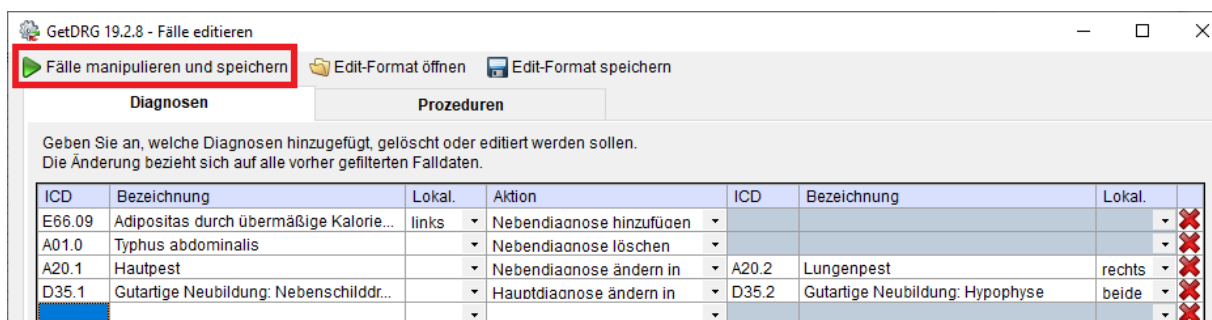 GetDRG 19.2.8 - Fälle editieren
Fälle manipulieren und speichern Edit-Format öffnen Edit-Format speichern
Diagnosen Prozeduren
Geben Sie an, welche Diagnosen hinzugefügt, gelöscht oder editiert werden sollen.
Die Änderung bezieht sich auf alle vorher gefilterten Falldaten.
ICD Bezeichnung Lokal. Aktion ICD Bezeichnung Lokal.
E66.09 Adipositas durch übermäßige Kalorie... links Nebendiagnose hinzufügen
A01.0 Typhus abdominalis Nebendiagnose löschen
A20.1 Hautpest Nebendiagnose ändern in A20.2 Lungenpest rechts
D35.1 Gutartige Neubildung: Nebenschilddr... Hauptdiagnose ändern in D35.2 Gutartige Neubildung: Hypophyse beide